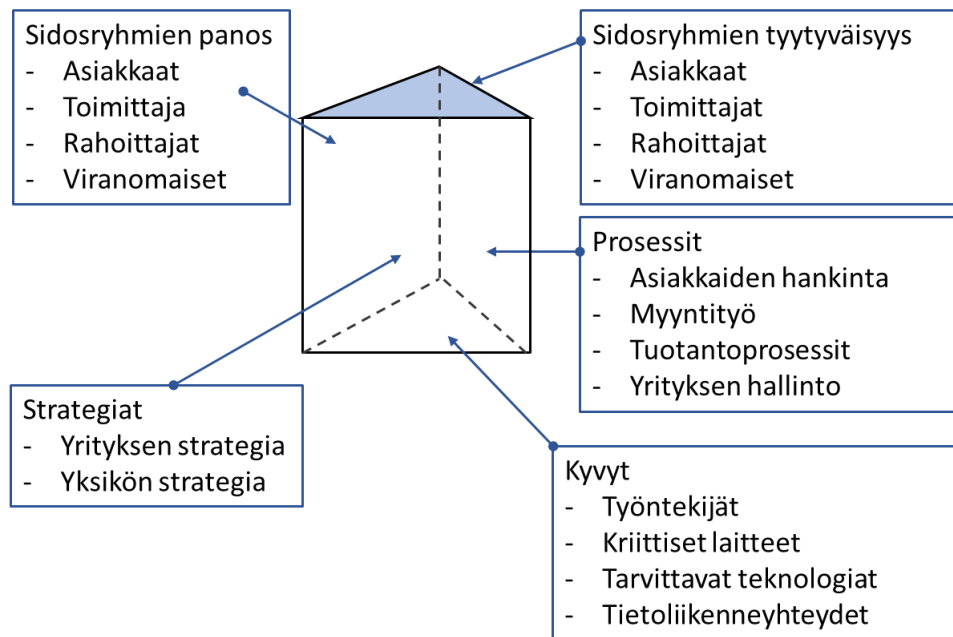 Sidosryhmien panos
- Asiakkaat
- Toimittaja
- Rahoittajat
- Viranomaiset
Sidosryhmien tyytyväisyys
- Asiakkaat
- Toimittajat
- Rahoittajat
- Viranomaiset
Prosessit
- Asiakkaiden hankinta
- Myyntityö
- Tuotantoprosessit
- Yrityksen hallinto
Strategiat
- Yrityksen strategia
- Yksikön strategia
Kyvyt
- Työntekijät
- Kriittiset laitteet
- Tarvittavat teknologiat
- Tietoliikenneyhteydet